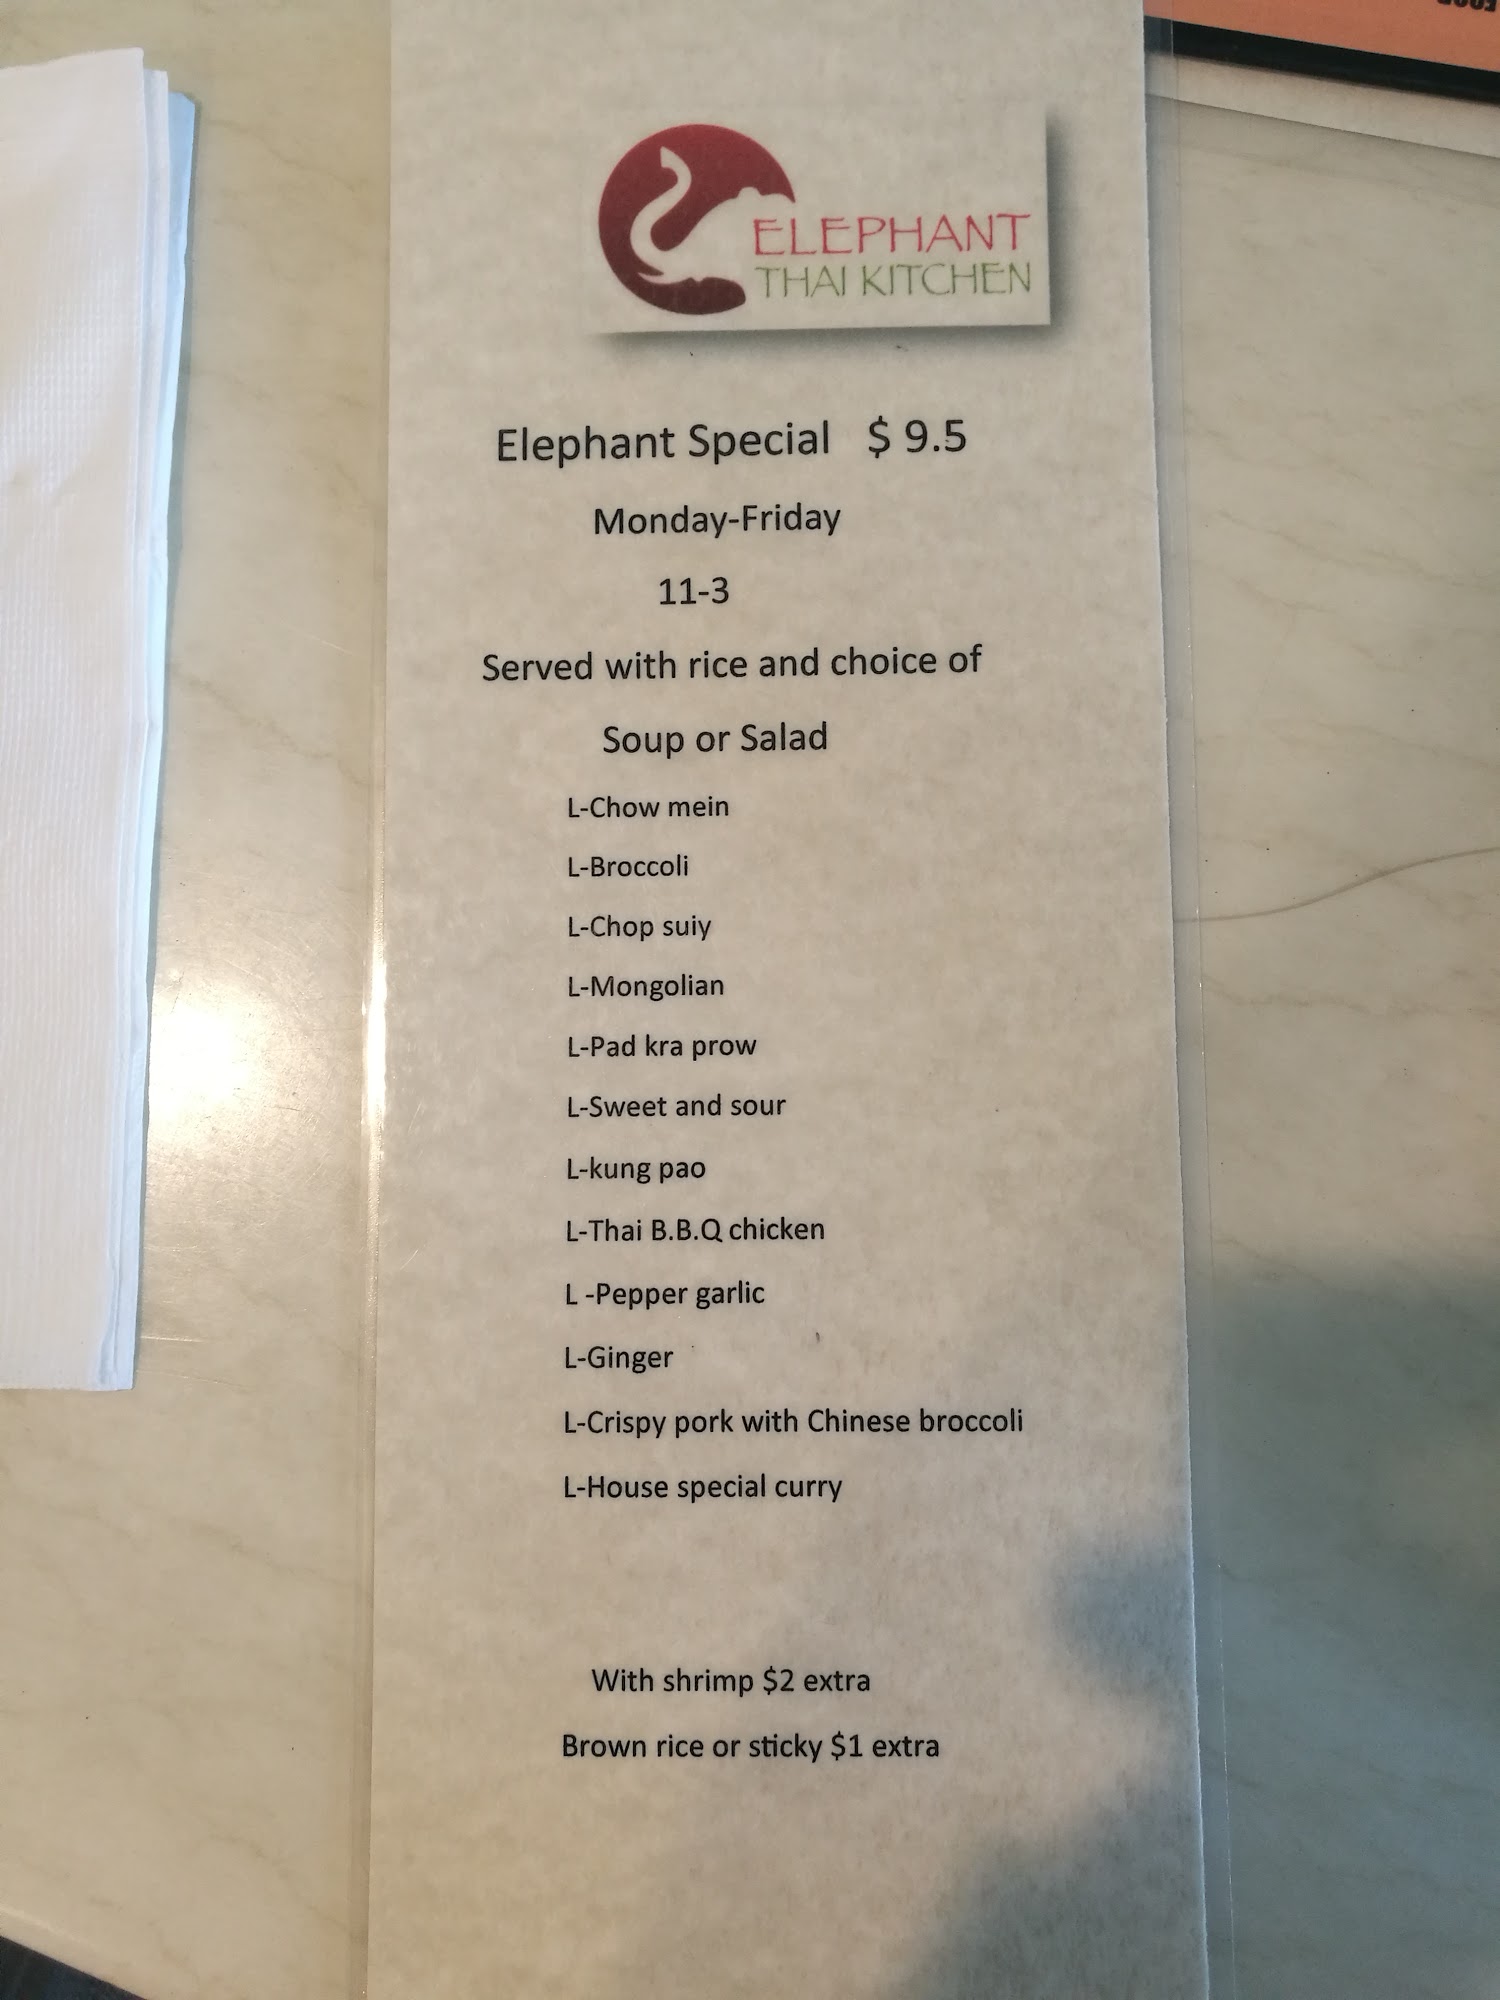 ELEPHANT
THAI KITCHEN
Elephant Special $ 9.5
Monday-Friday
11-3
Served with rice and choice of
Soup or Salad
L-Chow mein
L-Broccoli
L-Chop suiy
L-Mongolian
L-Pad kra prow
L-Sweet and sour
L-kung pao
L-Thai B.B.Q chicken
L -Pepper garlic
L-Ginger
L-Crispy pork with Chinese broccoli
L-House special curry
With shrimp $2 extra
Brown rice or sticky $1 extra